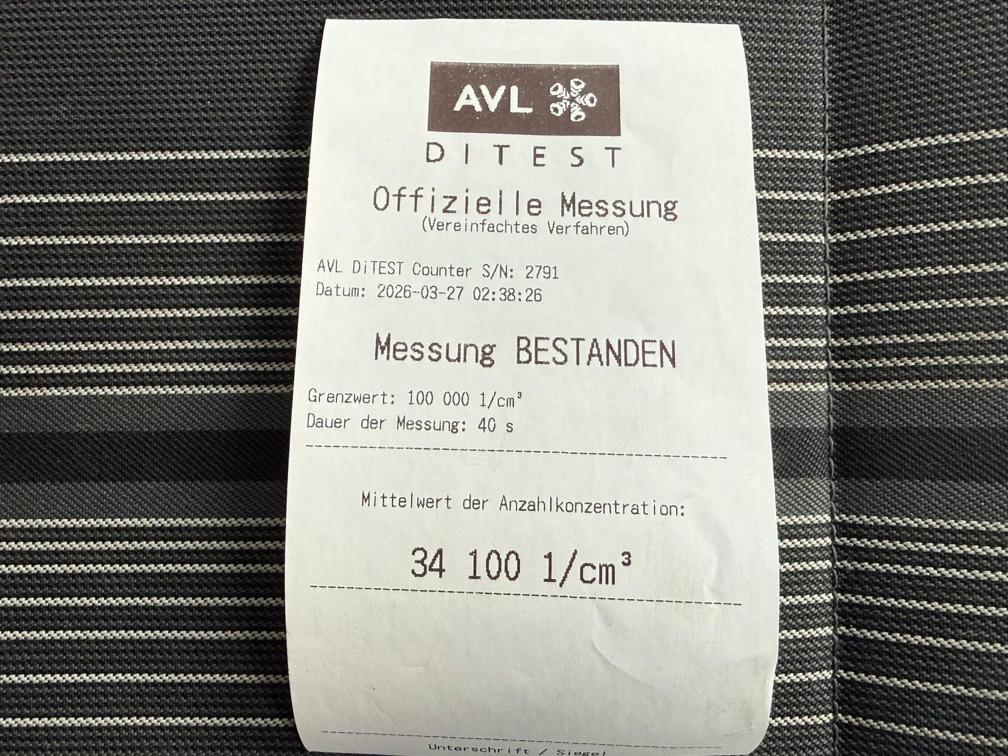 AVL
DITEST
Offizielle Messung
(Vereinfachtes Verfahren)
AVL DiTEST Counter S/N: 2791
Datum: 2026-03-27 02:38:26
Messung BESTANDEN
Grenzwert: 100 000 1/cm³
Dauer der Messung: 40 s
Mittelwert der Anzahlkonzentration:
34 100 1/cm³
Unterschrift / Siegel